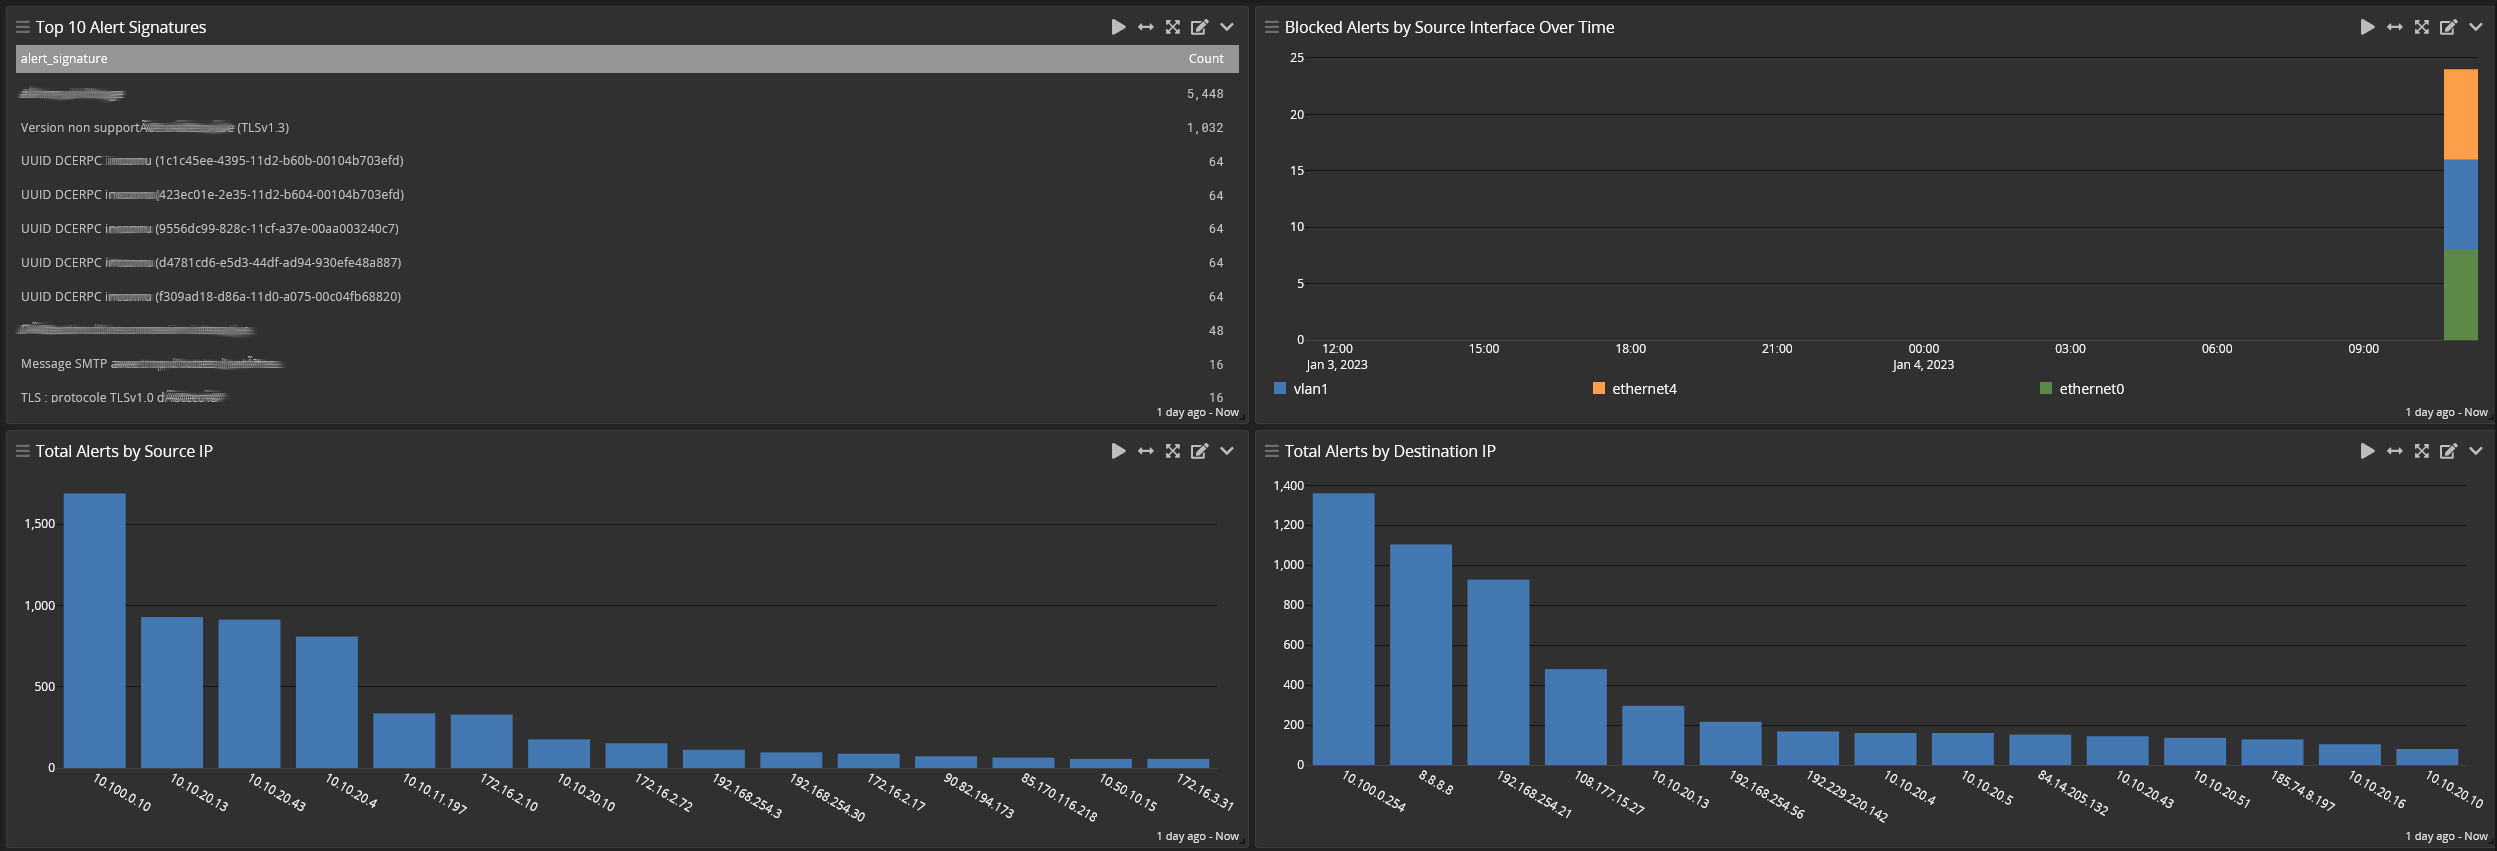 Top 10 Alert Signatures
alert_signature Count
5,448
Version non support (TLSv1.3) 1,032
UUID DCERPC (1c1c45ee-4395-11d2-b60b-00104b703efd) 64
UUID DCERPC (423ec01e-2e35-11d2-b604-00104b703efd) 64
UUID DCERPC (9556dc99-828c-11cf-a37e-00aa003240c7) 64
UUID DCERPC (d4781cd6-e5d3-44df-ad94-930efe48a887) 64
UUID DCERPC (f309ad18-d86a-11d0-a075-00c04fb68820) 64
48
Message SMTP 16
TLS : protocole TLSv1.0 16
1 day ago - Now
Blocked Alerts by Source Interface Over Time
25
20
15
10
5
0
12:00 15:00 18:00 21:00 00:00 03:00 06:00 09:00
Jan 3, 2023 Jan 4, 2023
vlan1 ethernet4 ethernet0
1 day ago - Now
Total Alerts by Source IP
1,500
1,000
500
0
10.100.0.10 10.10.20.13 10.10.20.43 10.10.20.4 10.10.11.197 172.16.2.10 10.10.20.10 172.16.2.72 192.168.254.3 192.168.254.30 172.16.2.17 90.82.194.173 85.170.116.218 10.50.10.15 172.16.3.31
1 day ago - Now
Total Alerts by Destination IP
1,400
1,200
1,000
800
600
400
200
0
10.100.0.254 8.8.8.8 192.168.254.21 108.177.15.27 10.10.20.13 192.168.254.56 192.229.220.142 10.10.20.4 10.10.20.5 84.14.205.132 10.10.20.43 10.10.20.51 185.74.8.197 10.10.20.16 10.10.20.10
1 day ago - Now